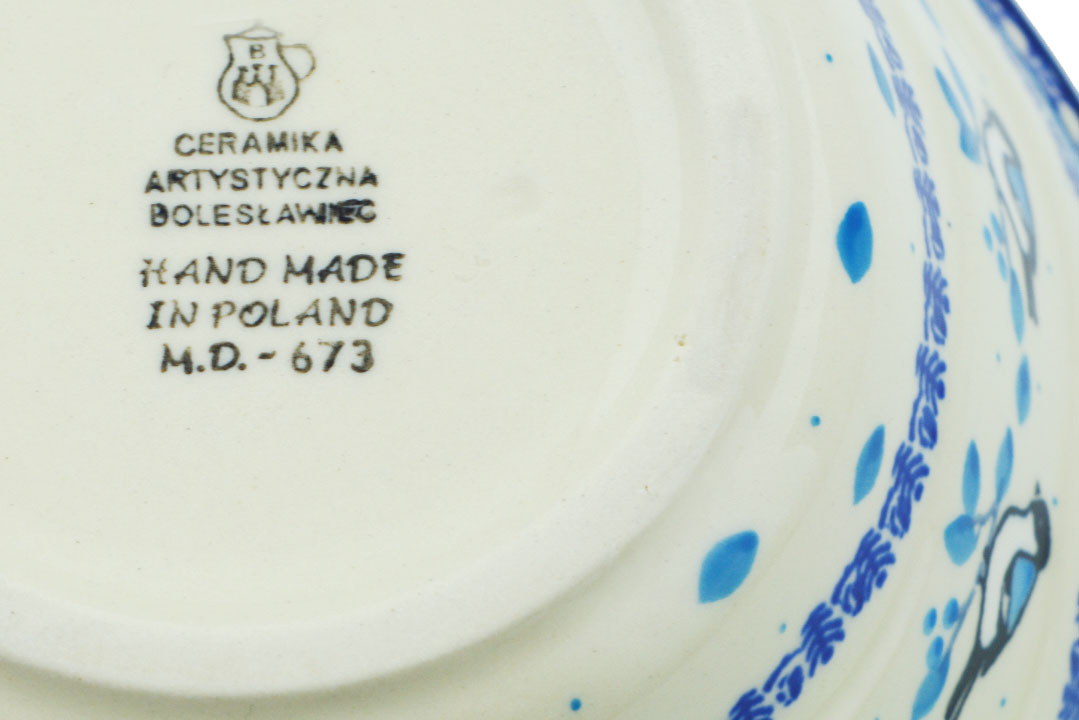 B
CERAMIKA
ARTYSTYCZNA
BOLESŁAWIEC
HAND MADE
IN POLAND
M.D. - 673